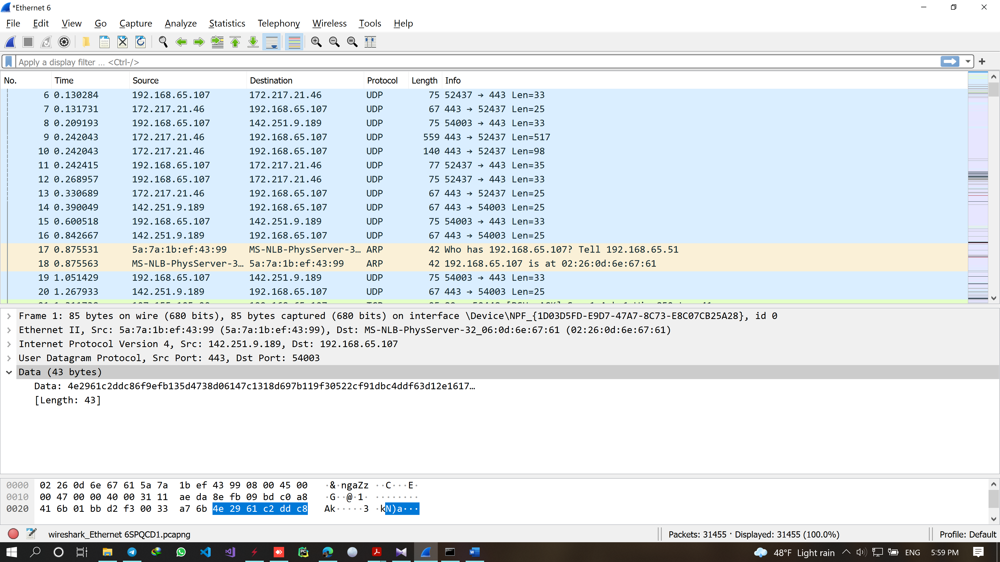 *Ethernet 6
File Edit View Go Capture Analyze Statistics Telephony Wireless Tools Help
Apply a display filter ... <Ctrl-/>
No. Time Source Destination Protocol Length Info
6 0.130284 192.168.65.107 172.217.21.46 UDP 75 52437 → 443 Len=33
7 0.131731 172.217.21.46 192.168.65.107 UDP 67 443 → 52437 Len=25
8 0.209193 192.168.65.107 142.251.9.189 UDP 75 54003 → 443 Len=33
9 0.242043 172.217.21.46 192.168.65.107 UDP 559 443 → 52437 Len=517
10 0.242043 172.217.21.46 192.168.65.107 UDP 140 443 → 52437 Len=98
11 0.242415 192.168.65.107 172.217.21.46 UDP 77 52437 → 443 Len=35
12 0.268957 192.168.65.107 172.217.21.46 UDP 75 52437 → 443 Len=33
13 0.330689 172.217.21.46 192.168.65.107 UDP 67 443 → 52437 Len=25
14 0.390049 142.251.9.189 192.168.65.107 UDP 67 443 → 54003 Len=25
15 0.600518 192.168.65.107 142.251.9.189 UDP 75 54003 → 443 Len=33
16 0.842667 142.251.9.189 192.168.65.107 UDP 67 443 → 54003 Len=25
17 0.875531 5a:7a:1b:ef:43:99 MS-NLB-PhysServer-3… ARP 42 Who has 192.168.65.107? Tell 192.168.65.51
18 0.875563 MS-NLB-PhysServer-3… 5a:7a:1b:ef:43:99 ARP 42 192.168.65.107 is at 02:26:0d:6e:67:61
19 1.051429 192.168.65.107 142.251.9.189 UDP 75 54003 → 443 Len=33
20 1.267933 142.251.9.189 192.168.65.107 UDP 67 443 → 54003 Len=25
Frame 1: 85 bytes on wire (680 bits), 85 bytes captured (680 bits) on interface \Device\NPF_{1D03D5FD-E9D7-47A7-8C73-E8C07CB25A28}, id 0
Ethernet II, Src: 5a:7a:1b:ef:43:99 (5a:7a:1b:ef:43:99), Dst: MS-NLB-PhysServer-32_06:0d:6e:67:61 (02:26:0d:6e:67:61)
Internet Protocol Version 4, Src: 142.251.9.189, Dst: 192.168.65.107
User Datagram Protocol, Src Port: 443, Dst Port: 54003
Data (43 bytes)
Data: 4e2961c2ddc86f9efb135d4738d06147c1318d697b119f30522cf91dbc4ddf63d12e1617…
[Length: 43]
0000 02 26 0d 6e 67 61 5a 7a 1b ef 43 99 08 00 45 00 ·&·ngaZz ··C···E·
0010 00 47 00 00 40 00 31 11 ae da 8e fb 09 bd c0 a8 ·G··@·1· ········
0020 41 6b 01 bb d2 f3 00 33 a7 6b 4e 29 61 c2 dd c8 Ak·····3 ·kN)a···
wireshark_Ethernet 6SPQCD1.pcapng Packets: 31455 · Displayed: 31455 (100.0%) Profile: Default
48°F Light rain ENG 5:59 PM